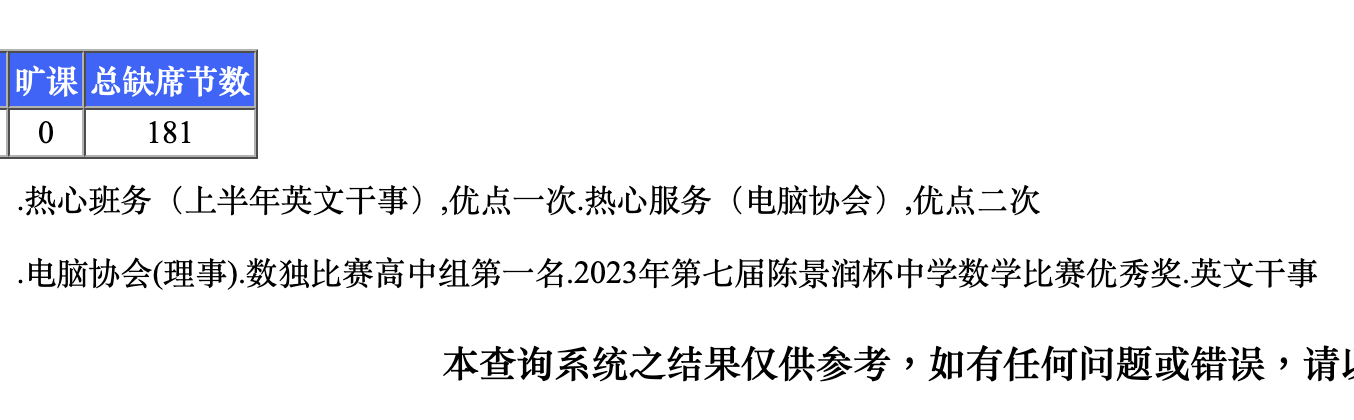 旷课 总缺席节数
0 181
.热心班务（上半年英文干事）,优点一次.热心服务（电脑协会）,优点二次
.电脑协会(理事).数独比赛高中组第一名.2023年第七届陈景润杯中学数学比赛优秀奖.英文干事
本查询系统之结果仅供参考，如有任何问题或错误，请